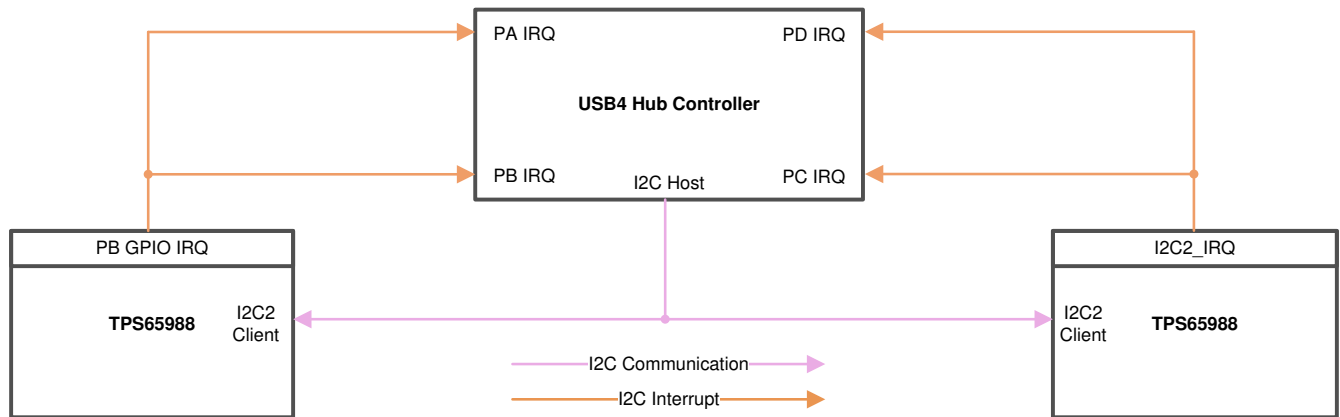 PA IRQ
PD IRQ
USB4 Hub Controller
PB IRQ
I2C Host
PC IRQ
PB GPIO IRQ
I2C2_IRQ
TPS65988
I2C2
Client
I2C2
Client
TPS65988
I2C Communication
I2C Interrupt